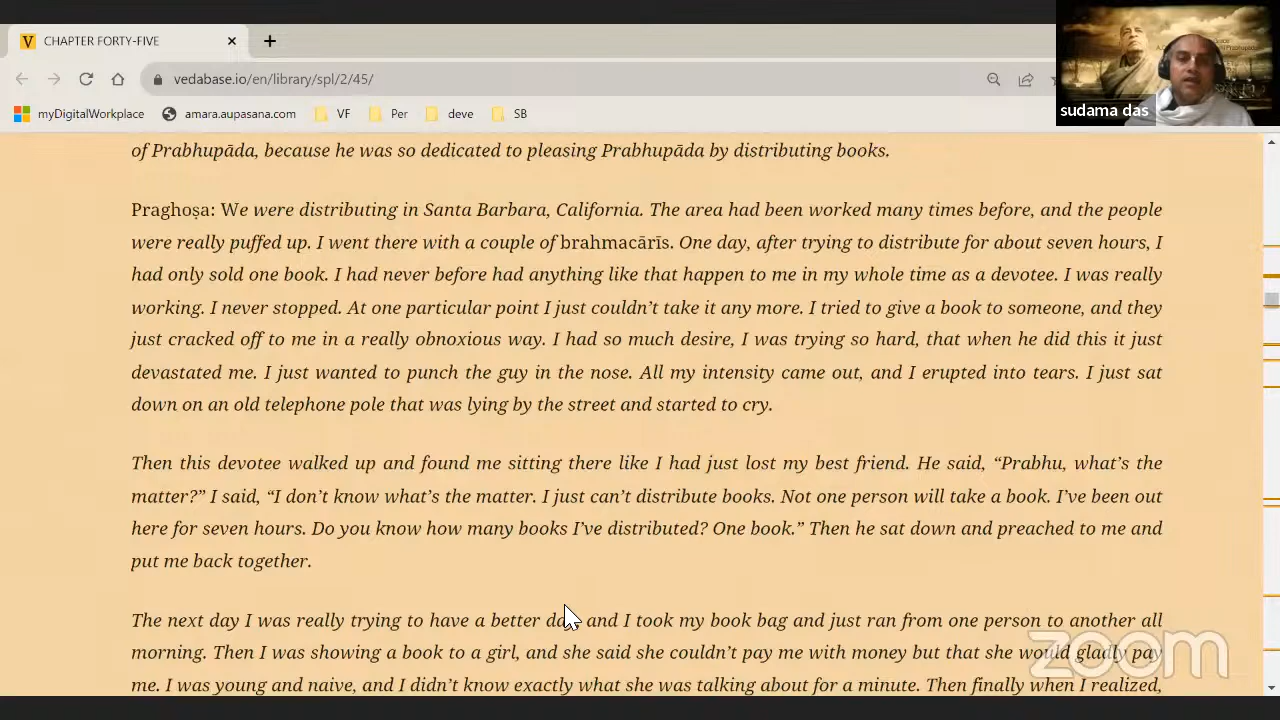 CHAPTER FORTY-FIVE
vedabase.io/en/library/spl/2/45/
myDigitalWorkplace
amara.aupasana.com
VF
Per
deve
SB
sudama das
of Prabhupāda, because he was so dedicated to pleasing Prabhupāda by distributing books.
Praghoṣa: We were distributing in Santa Barbara, California. The area had been worked many times before, and the people
were really puffed up. I went there with a couple of brahmacārīs. One day, after trying to distribute for about seven hours, I
had only sold one book. I had never before had anything like that happen to me in my whole time as a devotee. I was really
working. I never stopped. At one particular point I just couldn’t take it any more. I tried to give a book to someone, and they
just cracked off to me in a really obnoxious way. I had so much desire, I was trying so hard, that when he did this it just
devastated me. I just wanted to punch the guy in the nose. All my intensity came out, and I erupted into tears. I just sat
down on an old telephone pole that was lying by the street and started to cry.
Then this devotee walked up and found me sitting there like I had just lost my best friend. He said, “Prabhu, what’s the
matter?” I said, “I don’t know what’s the matter. I just can’t distribute books. Not one person will take a book. I’ve been out
here for seven hours. Do you know how many books I’ve distributed? One book.” Then he sat down and preached to me and
put me back together.
The next day I was really trying to have a better day, and I took my book bag and just ran from one person to another all
morning. Then I was showing a book to a girl, and she said she couldn’t pay me with money but that she would gladly pay
me. I was young and naive, and I didn’t know exactly what she was talking about for a minute. Then finally when I realized,
zoom